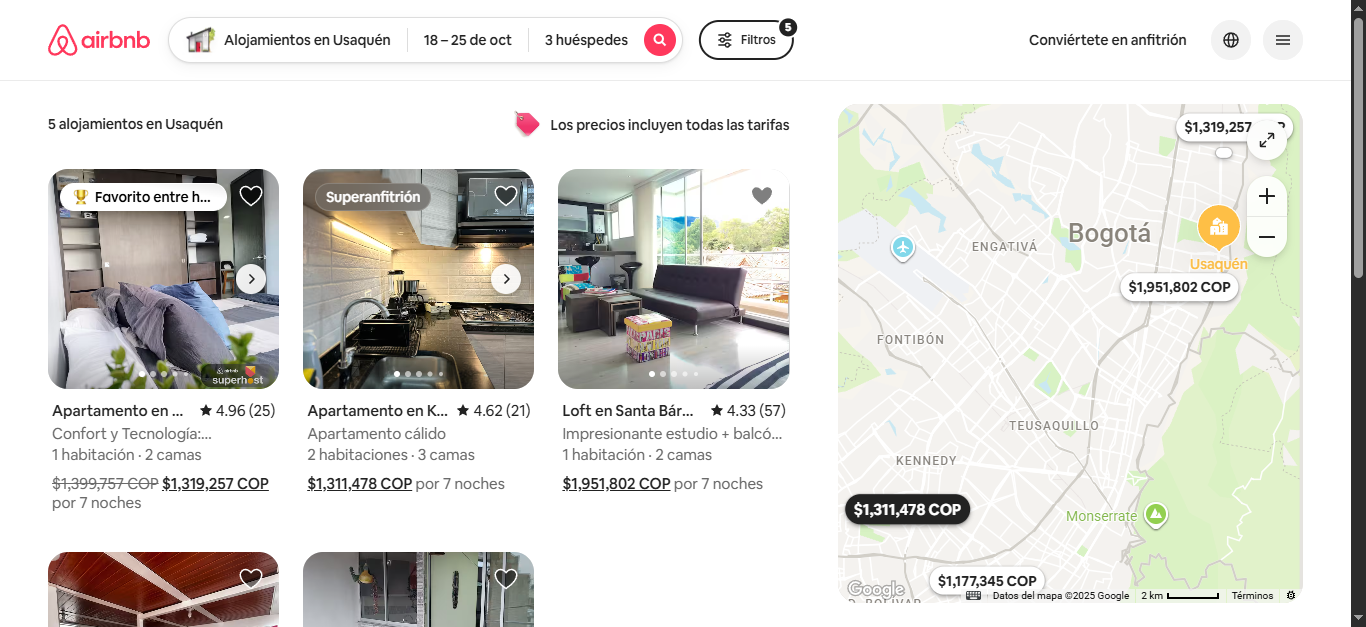 airbnb
Alojamientos en Usaquén
18 – 25 de oct
3 huéspedes
Filtros
5
Conviértete en anfitrión
5 alojamientos en Usaquén
Los precios incluyen todas las tarifas
Favorito entre h...
airbnb
superhost
Apartamento en ...
4.96 (25)
Confort y Tecnología:...
1 habitación · 2 camas
$1,399,757 COP $1,319,257 COP
por 7 noches
Superanfitrión
Apartamento en K...
4.62 (21)
Apartamento cálido
2 habitaciones · 3 camas
$1,311,478 COP por 7 noches
Loft en Santa Bár...
4.33 (57)
Impresionante estudio + balcó...
1 habitación · 2 camas
$1,951,802 COP por 7 noches
$1,319,257
Bogotá
ENGATIVÁ
Usaquén
$1,951,802 COP
FONTIBÓN
TEUSAQUILLO
KENNEDY
$1,311,478 COP
Monserrate
$1,177,345 COP
Google
Datos del mapa ©2025 Google
2 km
Términos